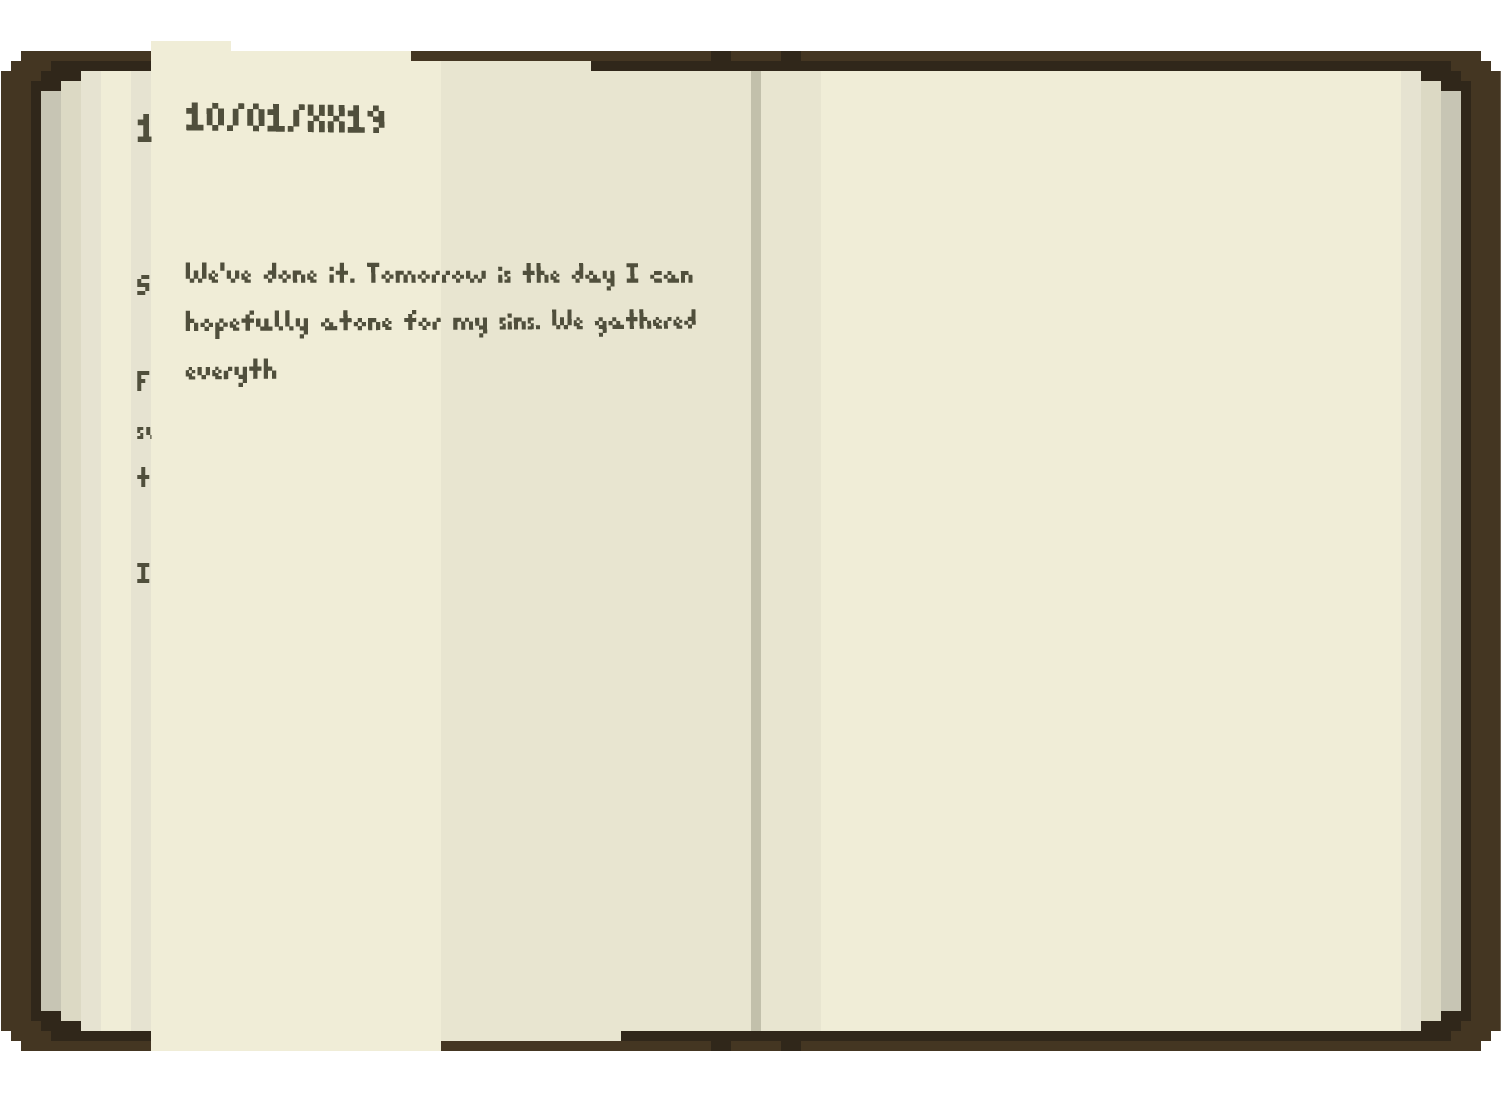 10/01/XX19
We've done it. Tomorrow is the day I can
hopefully atone for my sins. We gathered
everyth
1
S
F
t
I